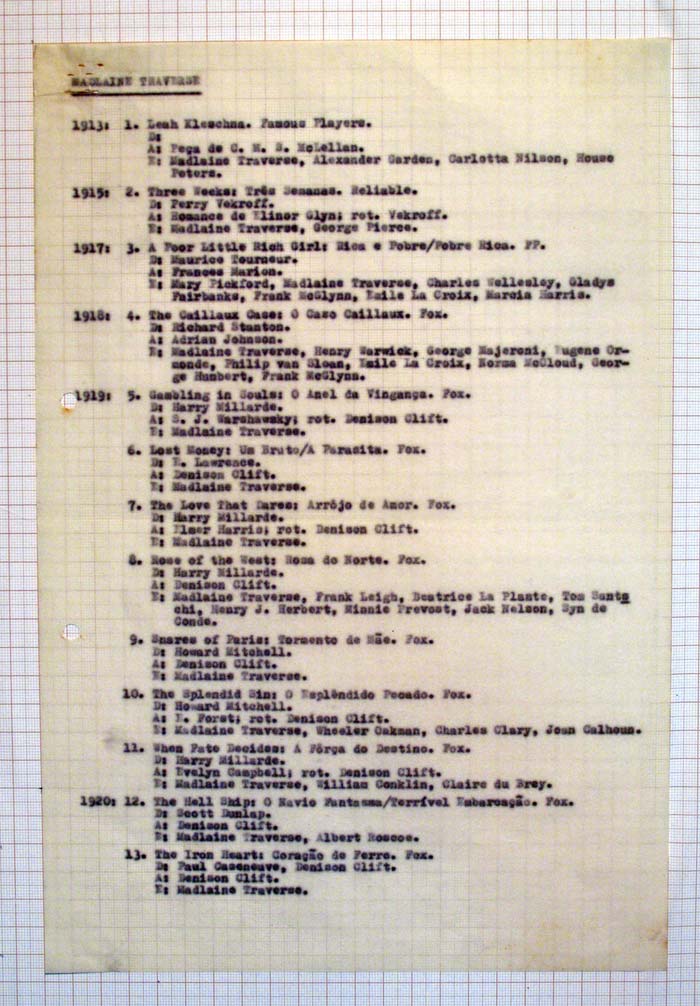 MADLAINE TRAVERSE
1913: 1. Leah Kleschna. Famous Players.
D:
A: Peça de C. M. S. McLellan.
E: Madlaine Traverse, Alexander Garden, Carlotta Nilson, House
Peters.
1915: 2. Three Weeks: Três Semanas. Reliable.
D: Perry Vekroff.
A: Romance de Elinor Glyn; rot. Vekroff.
E: Madlaine Traverse, George Pierce.
1917: 3. A Poor Little Rich Girl: Rica e Pobre/Pobre Rica. FP.
D: Maurice Tourneur.
A: Frances Marion.
E: Mary Pickford, Madlaine Traverse, Charles Wellesley, Gladys
Fairbanks, Frank McGlynn, Emile La Croix, Marcia Harris.
1918: 4. The Caillaux Case: O Caso Caillaux. Fox.
D: Richard Stanton.
A: Adrian Johnson.
E: Madlaine Traverse, Henry Warwick, George Majeroni, Eugene Or-
monde, Philip van Sloan, Emile La Croix, Norma McCloud, Geor-
ge Humbert, Frank McGlynn.
1919: 5. Gambling in Souls: O Anel da Vingança. Fox.
D: Harry Millarde.
A: S. J. Warshawsky; rot. Denison Clift.
E: Madlaine Traverse.
6. Lost Money: Um Bruto/A Parasita. Fox.
D: E. Lawrence.
A: Denison Clift.
E: Madlaine Traverse.
7. The Love That Dares: Arrôjo de Amor. Fox.
D: Harry Millarde.
A: Elmer Harris; rot. Denison Clift.
E: Madlaine Traverse.
8. Rose of the West: Rosa do Norte. Fox.
D: Harry Millarde.
A: Denison Clift.
E: Madlaine Traverse, Frank Leigh, Beatrice La Plante, Tom Sants
chi, Henry J. Herbert, Minnie Prevost, Jack Nelson, Syn de
Conde.
9. Snares of Paris: Tormento de Mãe. Fox.
D: Howard Mitchell.
A: Denison Clift.
E: Madlaine Traverse.
10. The Splendid Sin: O Esplêndido Pecado. Fox.
D: Howard Mitchell.
A: E. Forst; rot. Denison Clift.
E: Madlaine Traverse, Wheeler Oakman, Charles Clary, Jean Calhoun.
11. When Fate Decides: A Fôrça do Destino. Fox.
D: Harry Millarde.
A: Evelyn Campbell; rot. Denison Clift.
E: Madlaine Traverse, William Conklin, Claire du Brey.
1920: 12. The Hell Ship: O Navio Fantasma/Terrível Embarcação. Fox.
D: Scott Dunlap.
A: Denison Clift.
E: Madlaine Traverse, Albert Roscoe.
13. The Iron Heart: Coração de Ferro. Fox.
D: Paul Cazeneuve, Denison Clift.
A: Denison Clift.
E: Madlaine Traverse.